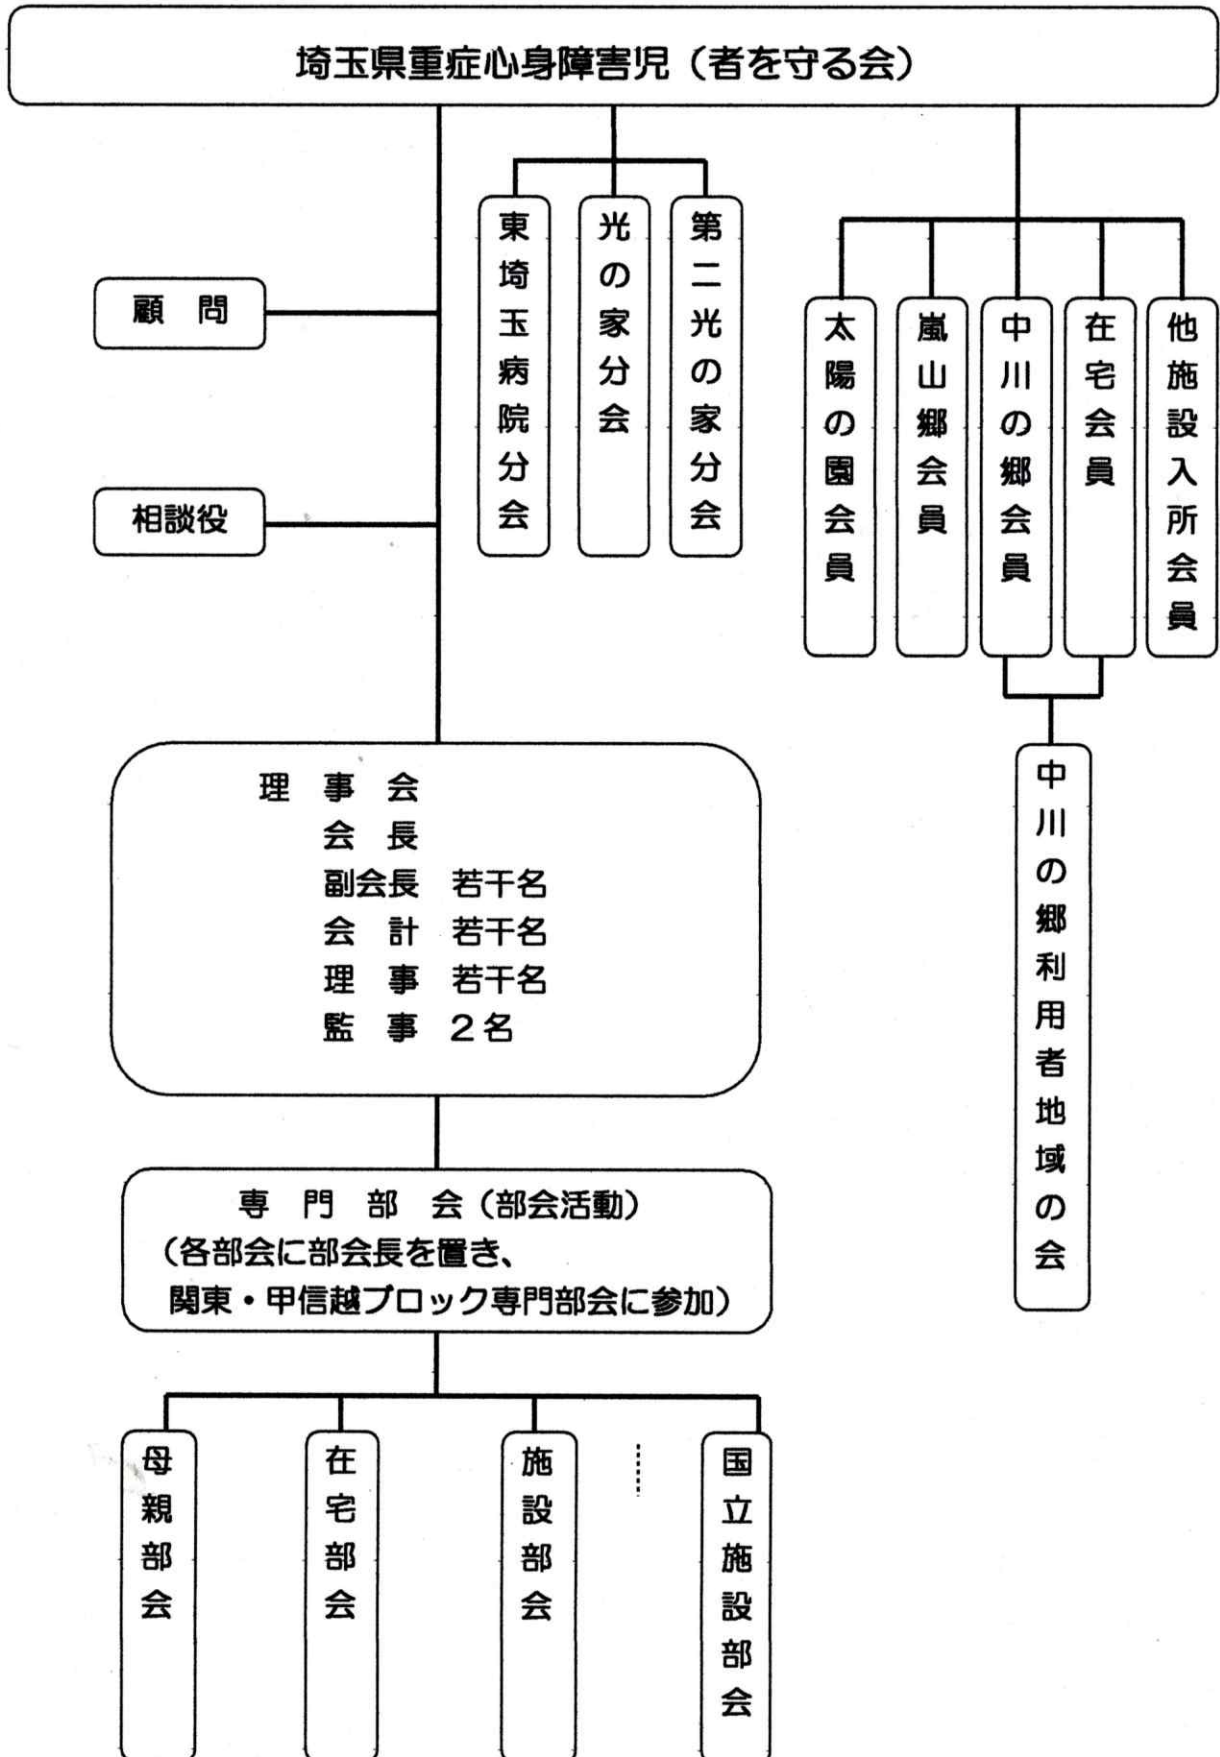 埼玉県重症心身障害児（者を守る会）
東埼玉病院分会
光の家分会
第二光の家分会
太陽の園会員
嵐山郷会員
中川の郷会員
在宅会員
他施設入所会員
顧　問
相談役
中川の郷利用者地域の会
理　事　会
会　長
副会長　若干名
会　計　若干名
理　事　若干名
監　事　２名
専　門　部　会（部会活動）
（各部会に部会長を置き、
関東・甲信越ブロック専門部会に参加）
母親部会
在宅部会
施設部会
国立施設部会